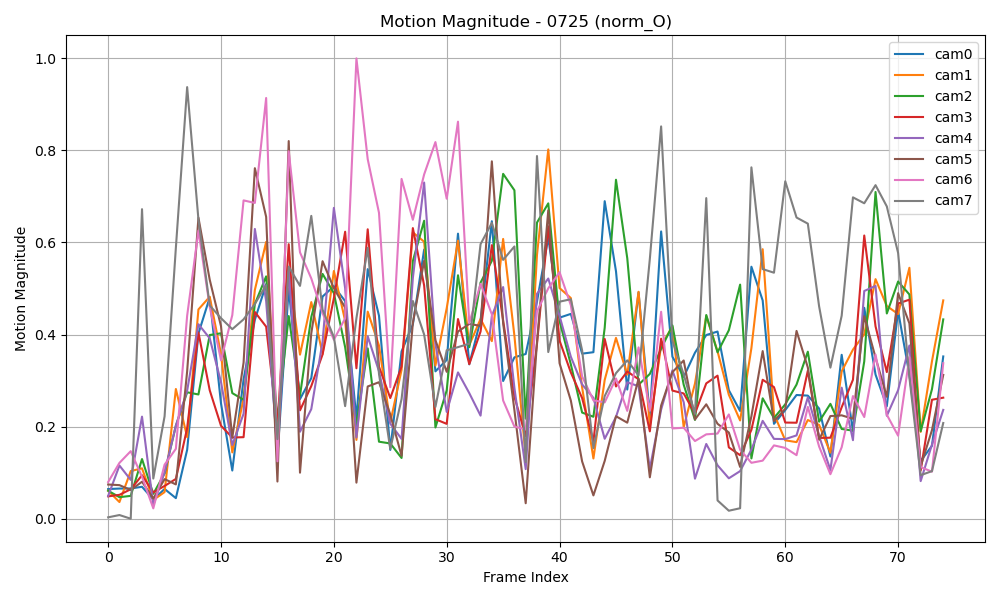 Motion Magnitude - 0725 (norm_O)
Motion Magnitude
1.0
0.8
0.6
0.4
0.2
0.0
0 10 20 30 40 50 60 70
Frame Index
cam0
cam1
cam2
cam3
cam4
cam5
cam6
cam7